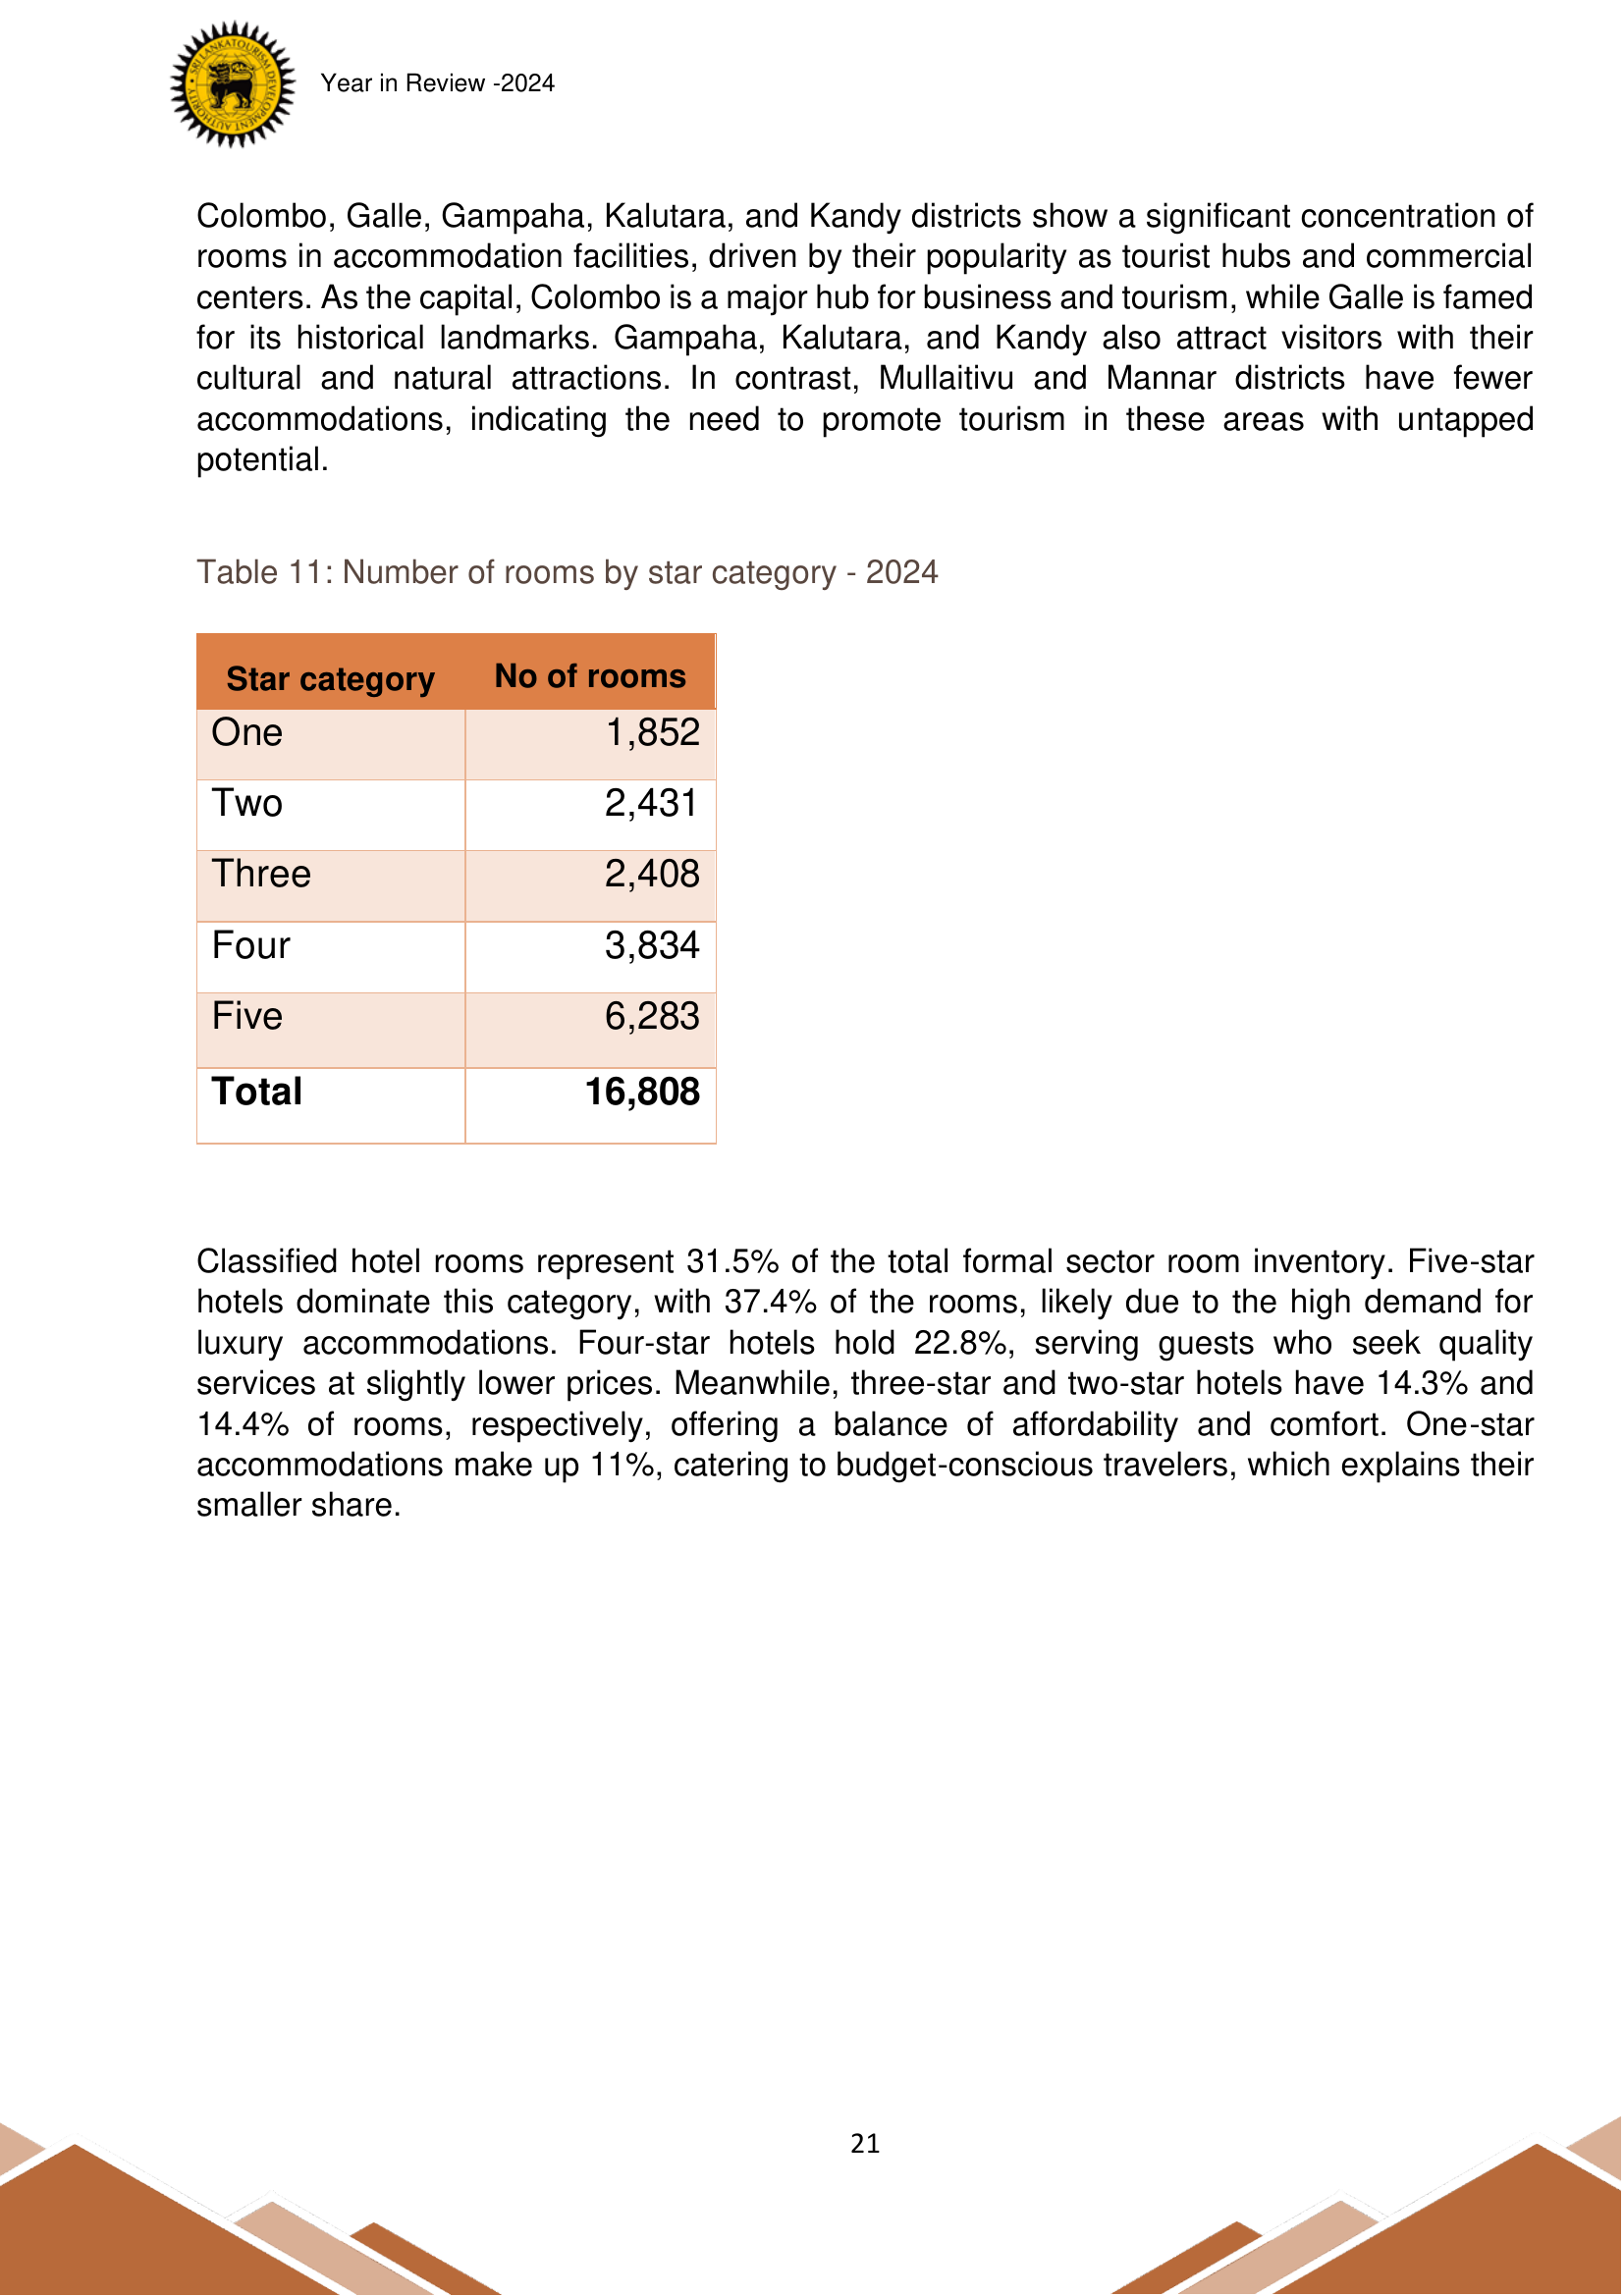 SRI LANKA TOURISM DEVELOPMENT AUTHORITY
Year in Review -2024
Colombo, Galle, Gampaha, Kalutara, and Kandy districts show a significant concentration of
rooms in accommodation facilities, driven by their popularity as tourist hubs and commercial
centers. As the capital, Colombo is a major hub for business and tourism, while Galle is famed
for its historical landmarks. Gampaha, Kalutara, and Kandy also attract visitors with their
cultural and natural attractions. In contrast, Mullaitivu and Mannar districts have fewer
accommodations, indicating the need to promote tourism in these areas with untapped
potential.
Table 11: Number of rooms by star category - 2024
Star category No of rooms
One 1,852
Two 2,431
Three 2,408
Four 3,834
Five 6,283
Total 16,808
Classified hotel rooms represent 31.5% of the total formal sector room inventory. Five-star
hotels dominate this category, with 37.4% of the rooms, likely due to the high demand for
luxury accommodations. Four-star hotels hold 22.8%, serving guests who seek quality
services at slightly lower prices. Meanwhile, three-star and two-star hotels have 14.3% and
14.4% of rooms, respectively, offering a balance of affordability and comfort. One-star
accommodations make up 11%, catering to budget-conscious travelers, which explains their
smaller share.
21